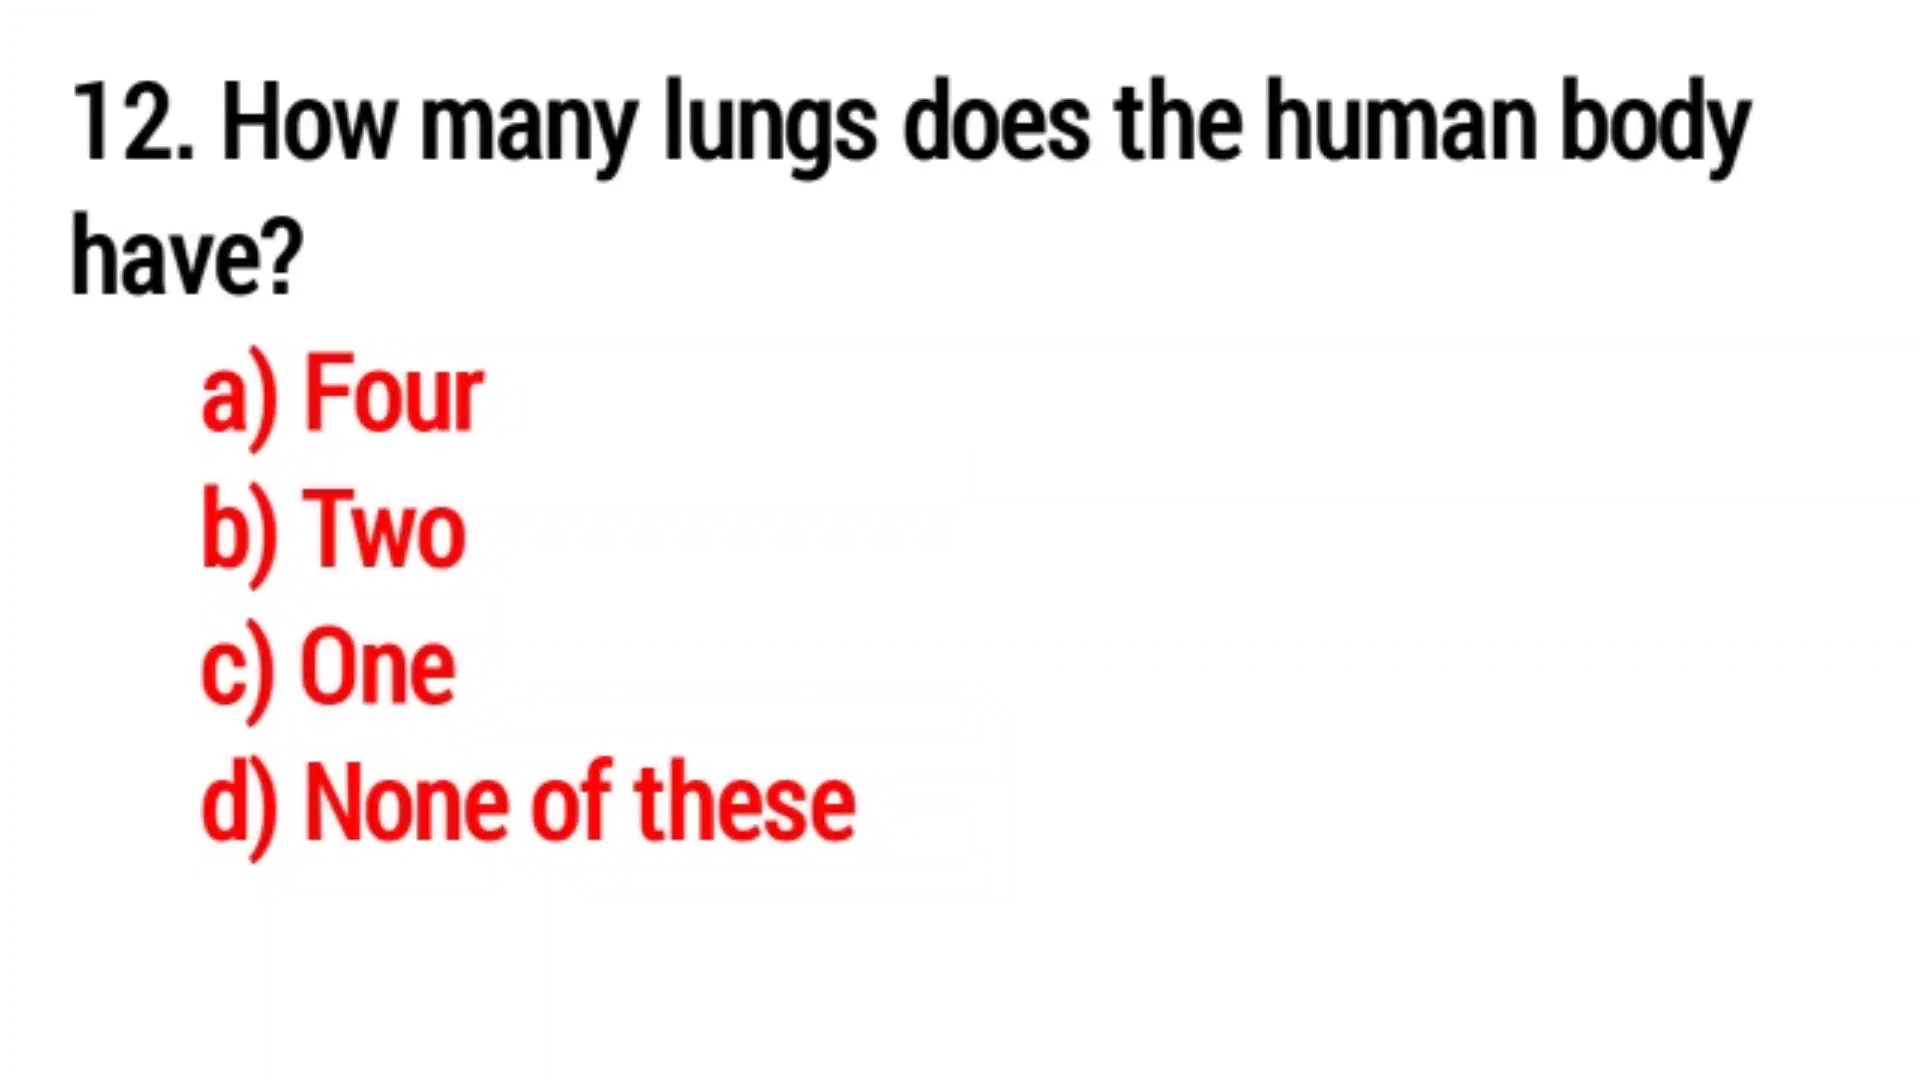 12. How many lungs does the human body
have?
a) Four
b) Two
c) One
d) None of these